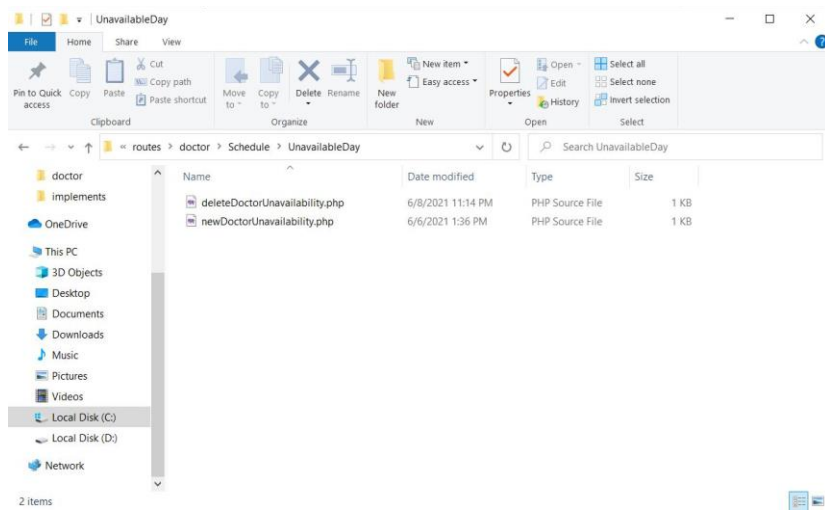 UnavailableDay
File Home Share View
Pin to Quick access
Copy
Paste
Cut
Copy path
Paste shortcut
Clipboard
Move to
Copy to
Delete
Rename
Organize
New folder
New item
Easy access
New
Properties
Open
Edit
History
Open
Select all
Select none
Invert selection
Select
« routes > doctor > Schedule > UnavailableDay
Search UnavailableDay
doctor
implements
OneDrive
This PC
3D Objects
Desktop
Documents
Downloads
Music
Pictures
Videos
Local Disk (C:)
Local Disk (D:)
Network
Name Date modified Type Size
deleteDoctorUnavailability.php 6/8/2021 11:14 PM PHP Source File 1 KB
newDoctorUnavailability.php 6/6/2021 1:36 PM PHP Source File 1 KB
2 items